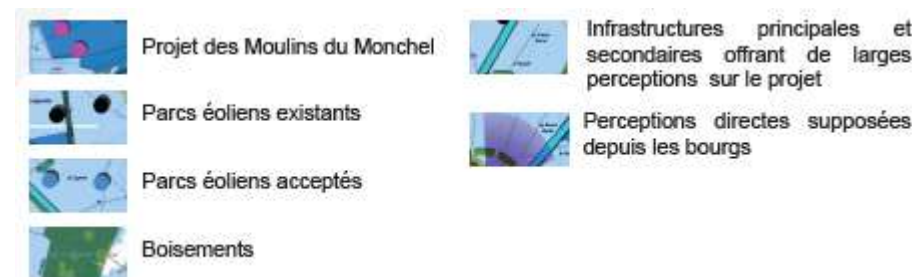 Projet des Moulins du Monchel
Parcs éoliens existants
Parcs éoliens acceptés
Boisements
Infrastructures principales et
secondaires offrant de larges
perceptions sur le projet
Perceptions directes supposées
depuis les bourgs